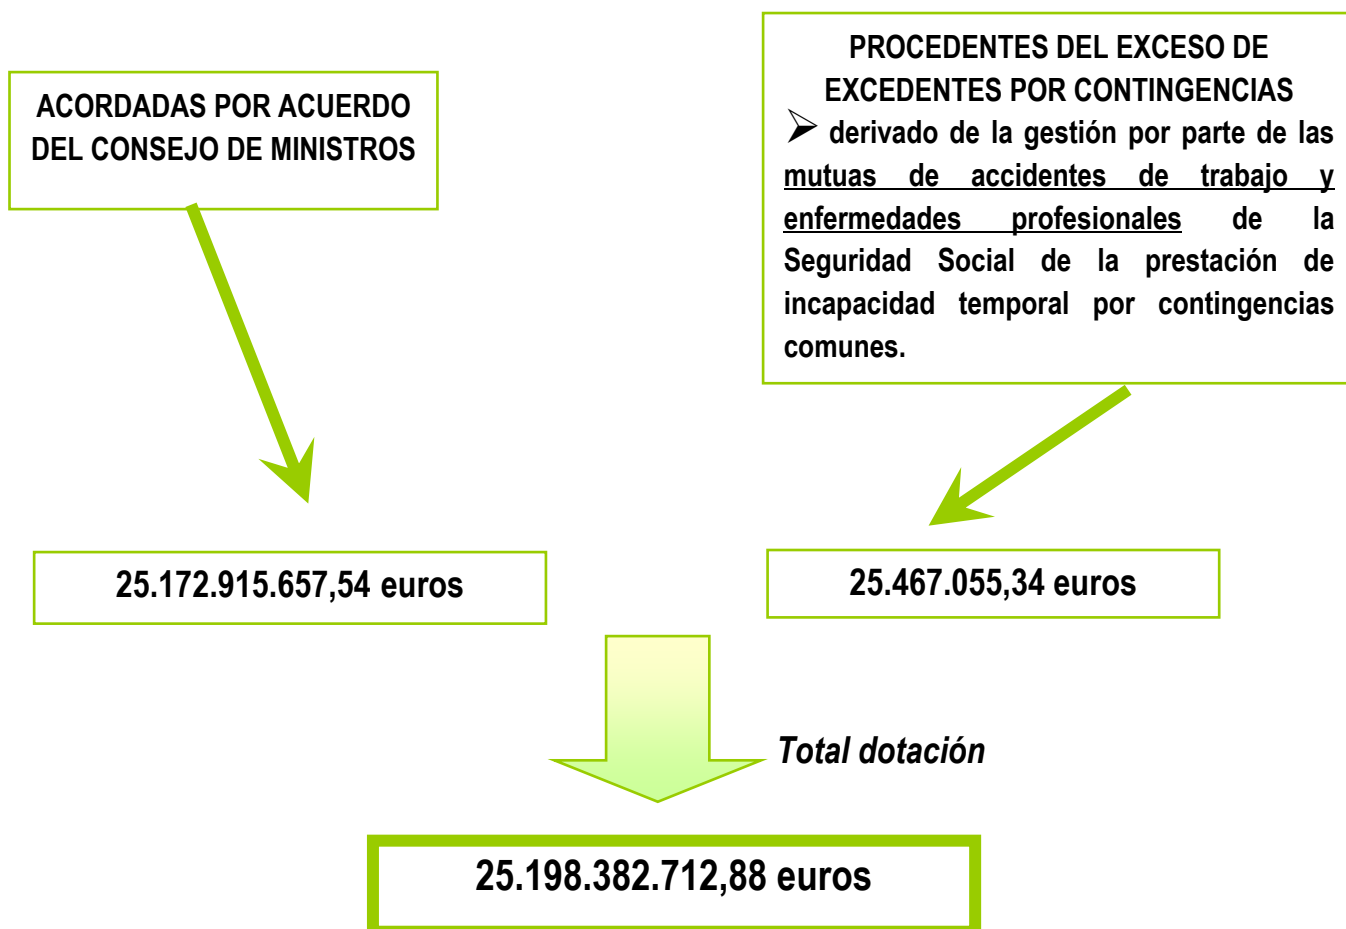 ACORDADAS POR ACUERDO
DEL CONSEJO DE MINISTROS
PROCEDENTES DEL EXCESO DE
EXCEDENTES POR CONTINGENCIAS
➢ derivado de la gestión por parte de las
mutuas de accidentes de trabajo y
enfermedades profesionales de la
Seguridad Social de la prestación de
incapacidad temporal por contingencias
comunes.
25.172.915.657,54 euros
25.467.055,34 euros
Total dotación
25.198.382.712,88 euros